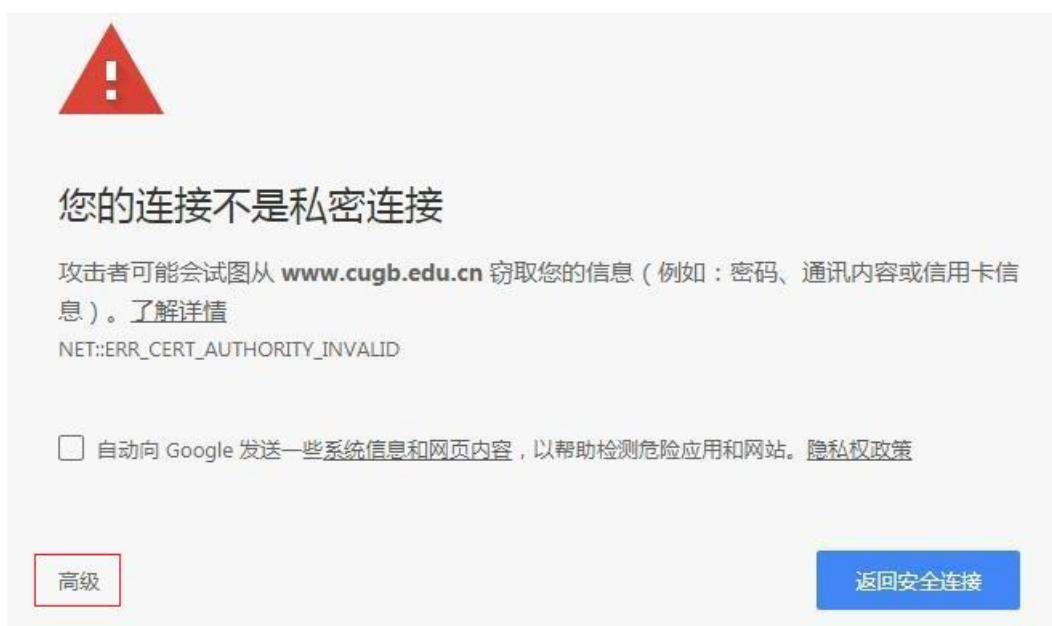 您的连接不是私密连接
攻击者可能会试图从 www.cugb.edu.cn 窃取您的信息（例如：密码、通讯内容或信用卡信
息）。了解详情
NET::ERR_CERT_AUTHORITY_INVALID
自动向 Google 发送一些系统信息和网页内容，以帮助检测危险应用和网站。隐私权政策
高级
返回安全连接